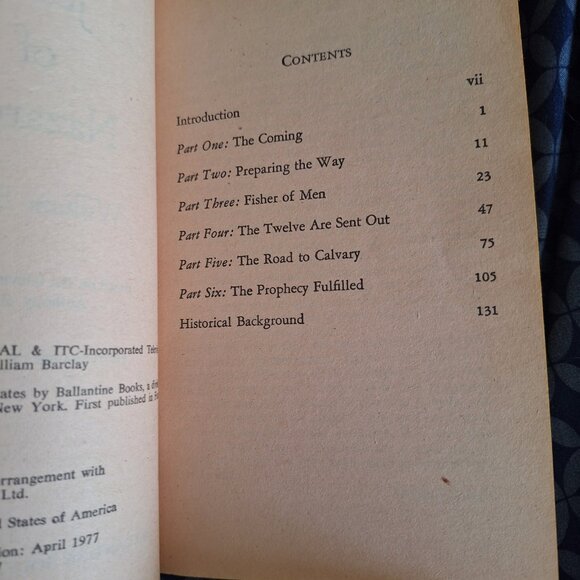 AL & ITC-Incorporated
lliam Barclay
ates by Ballantine Books, a
New York. First published in
rrangement with
Ltd.
States of America
ion: April 1977
CONTENTS
Introduction vii
Part One: The Coming 1
Part Two: Preparing the Way 11
Part Three: Fisher of Men 23
Part Four: The Twelve Are Sent Out 47
Part Five: The Road to Calvary 75
Part Six: The Prophecy Fulfilled 105
Historical Background 131